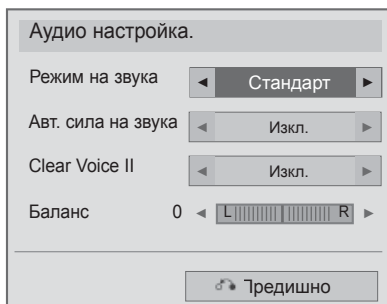 Аудио настройка.
Режим на звука ◄ Стандарт ►
Авт. сила на звука ◄ Изкл. ►
Clear Voice II ◄ Изкл. ►
Баланс 0 ◄ L R ►
Предишно